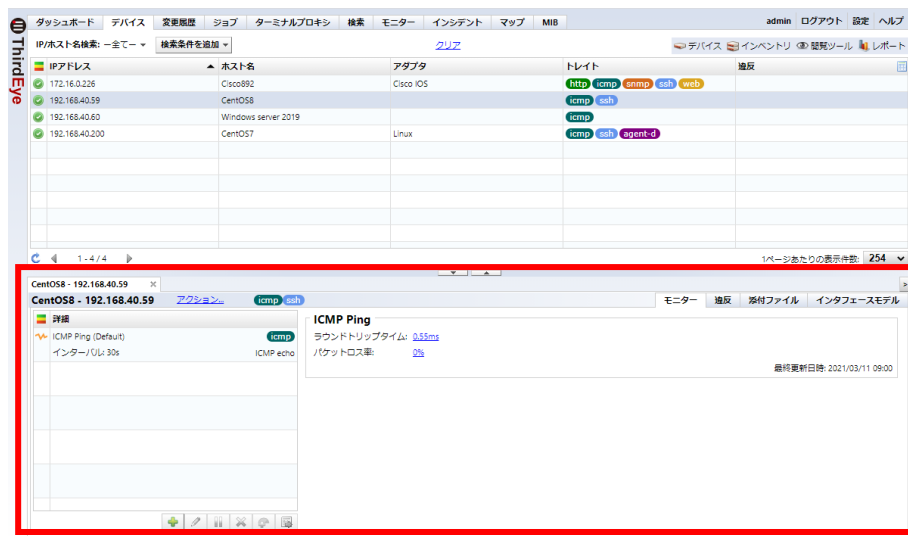 ダッシュボード デバイス 変更履歴 ジョブ ターミナルプロキシ 検索 モニター インシデント マップ MIB admin ログアウト 設定 ヘルプ
ThirdEye
IP/ホスト名検索: −全て− 検索条件を追加 クリア デバイス インベントリ 閲覧ツール レポート
IPアドレス ホスト名 アダプタ トレイト 違反
172.16.0.226 Cisco892 Cisco IOS http icmp snmp ssh web
192.168.40.59 CentOS8 icmp ssh
192.168.40.60 Windows server 2019 icmp
192.168.40.200 CentOS7 Linux icmp ssh agent-d
1 - 4 / 4 1ページあたりの表示件数: 254
CentOS8 - 192.168.40.59 ×
CentOS8 - 192.168.40.59 アクション... icmp ssh モニター 違反 添付ファイル インタフェースモデル
詳細
ICMP Ping (Default) icmp
インターバル: 30s ICMP echo
ICMP Ping
ラウンドトリップタイム: 0.55ms
パケットロス率: 0%
最終更新日時: 2021/03/11 09:00